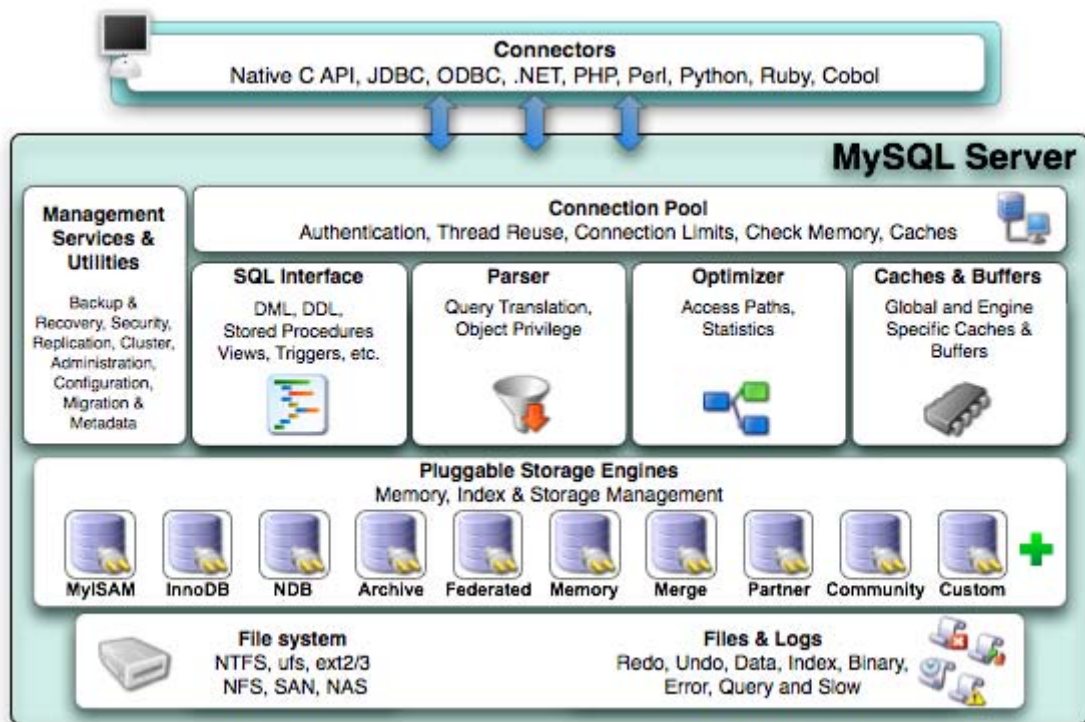 Connectors
Native C API, JDBC, ODBC, .NET, PHP, Perl, Python, Ruby, Cobol
MySQL Server
Management
Services &
Utilities
Backup &
Recovery, Security,
Replication, Cluster,
Administration,
Configuration,
Migration &
Metadata
Connection Pool
Authentication, Thread Reuse, Connection Limits, Check Memory, Caches
SQL Interface
DML, DDL,
Stored Procedures
Views, Triggers, etc.
Parser
Query Translation,
Object Privilege
Optimizer
Access Paths,
Statistics
Caches & Buffers
Global and Engine
Specific Caches &
Buffers
Pluggable Storage Engines
Memory, Index & Storage Management
MyISAM
InnoDB
NDB
Archive
Federated
Memory
Merge
Partner
Community
Custom
File system
NTFS, ufs, ext2/3
NFS, SAN, NAS
Files & Logs
Redo, Undo, Data, Index, Binary,
Error, Query and Slow